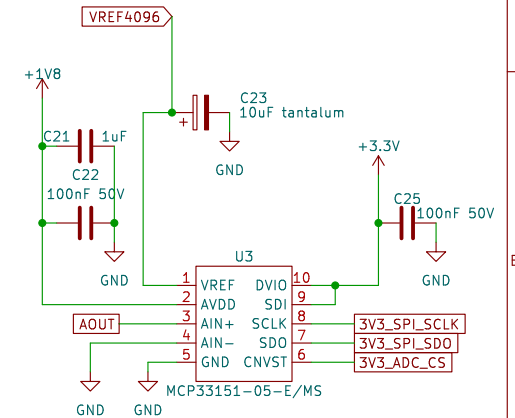 VREF4096
+1V8
C23
10uF tantalum
+
GND
C21 1uF
C22
100nF 50V
GND
+3.3V
C25
100nF 50V
GND
U3
1 VREF DVIO 10
2 AVDD SDI 9
AOUT 3 AIN+ SCLK 8 3V3_SPI_SCLK
4 AIN- SDO 7 3V3_SPI_SDO
5 GND CNVST 6 3V3_ADC_CS
MCP33151-05-E/MS
GND GND